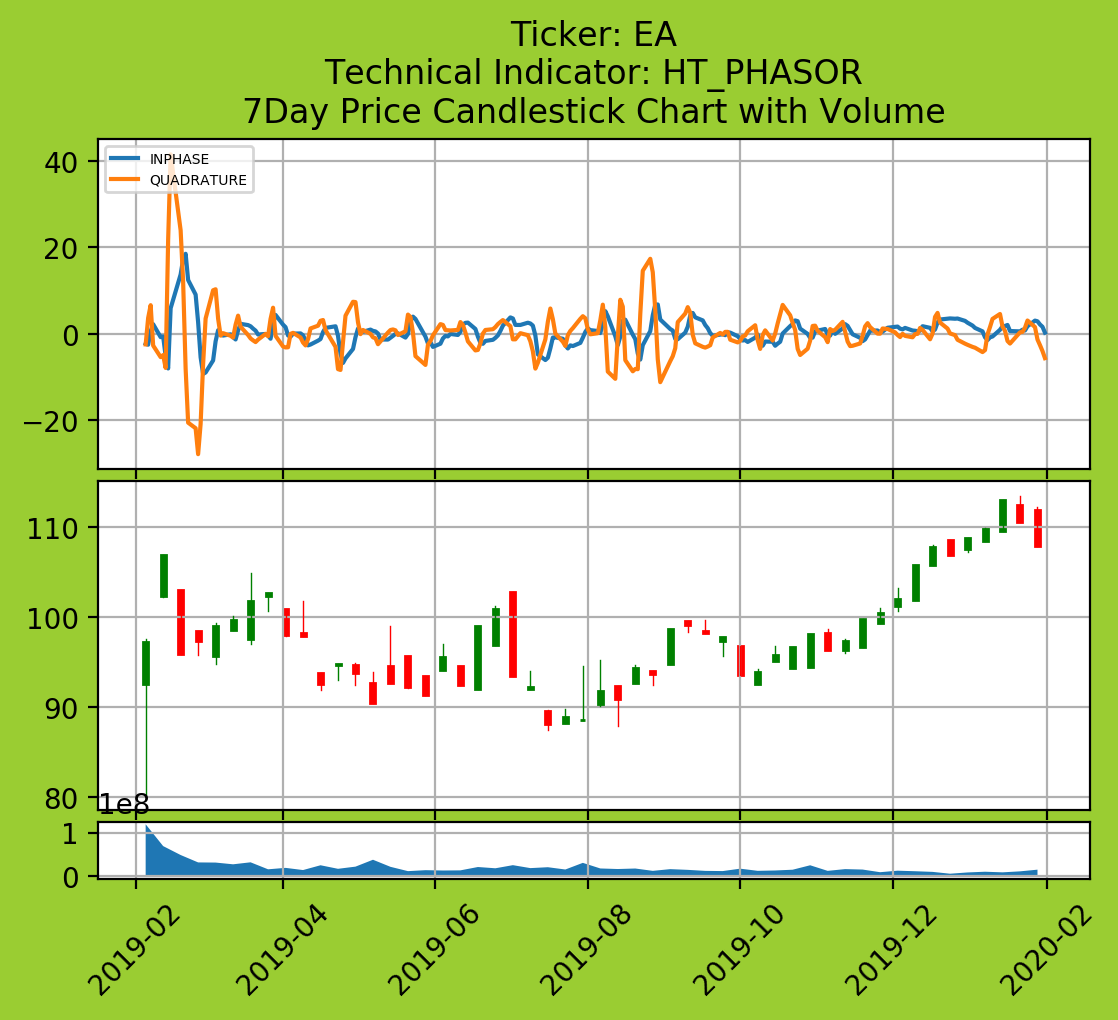 Ticker: EA
Technical Indicator: HT_PHASOR
7Day Price Candlestick Chart with Volume
40
20
0
−20
INPHASE
QUADRATURE
110
100
90
80
1e8
1
0
2019-02
2019-04
2019-06
2019-08
2019-10
2019-12
2020-02